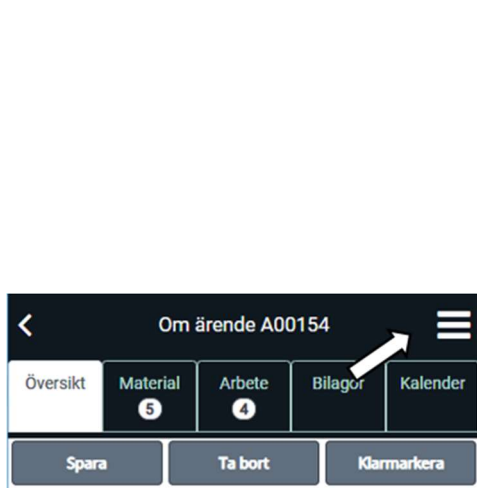 Om ärende A00154
Översikt Material Arbete Bilagor Kalender
5 4
Spara Ta bort Klarmarkera